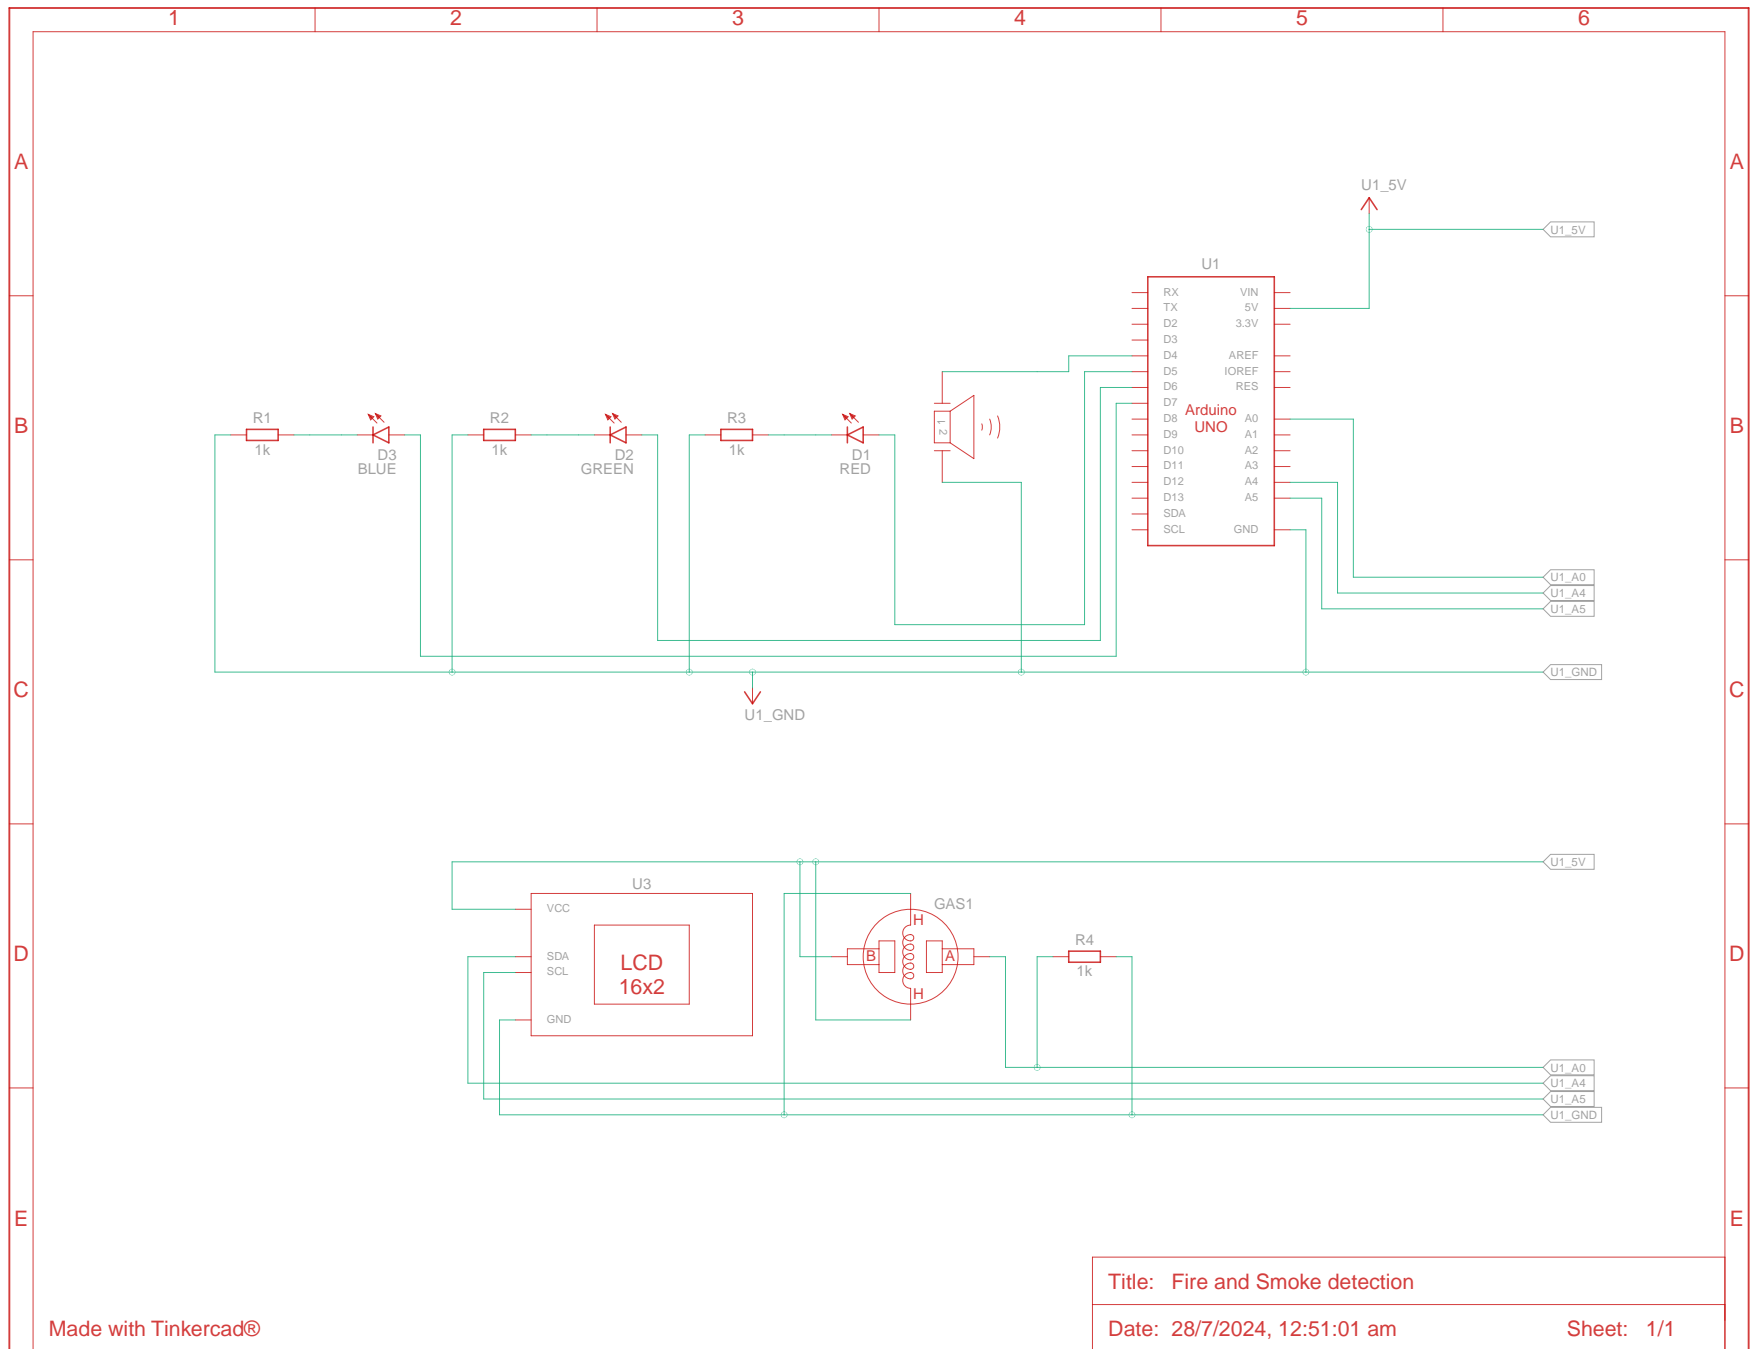 1 2 3 4 5 6
A A
U1_5V
U1_5V
U1
RX VIN
TX 5V
D2 3.3V
D3
D4 AREF
D5 IOREF
D6 RES
D7
D8 A0
Arduino
UNO
D9 A1
D10 A2
D11 A3
D12 A4
D13 A5
SDA
SCL GND
B B
R1
1k
D3
BLUE
R2
1k
D2
GREEN
R3
1k
D1
RED
1 2
U1_A0
U1_A4
U1_A5
U1_GND
C C
U1_GND
U1_5V
U3
VCC
SDA
SCL
GND
LCD
16x2
GAS1
H
B A
H
R4
1k
D D
U1_A0
U1_A4
U1_A5
U1_GND
E E
Title: Fire and Smoke detection
Made with Tinkercad®
Date: 28/7/2024, 12:51:01 am Sheet: 1/1